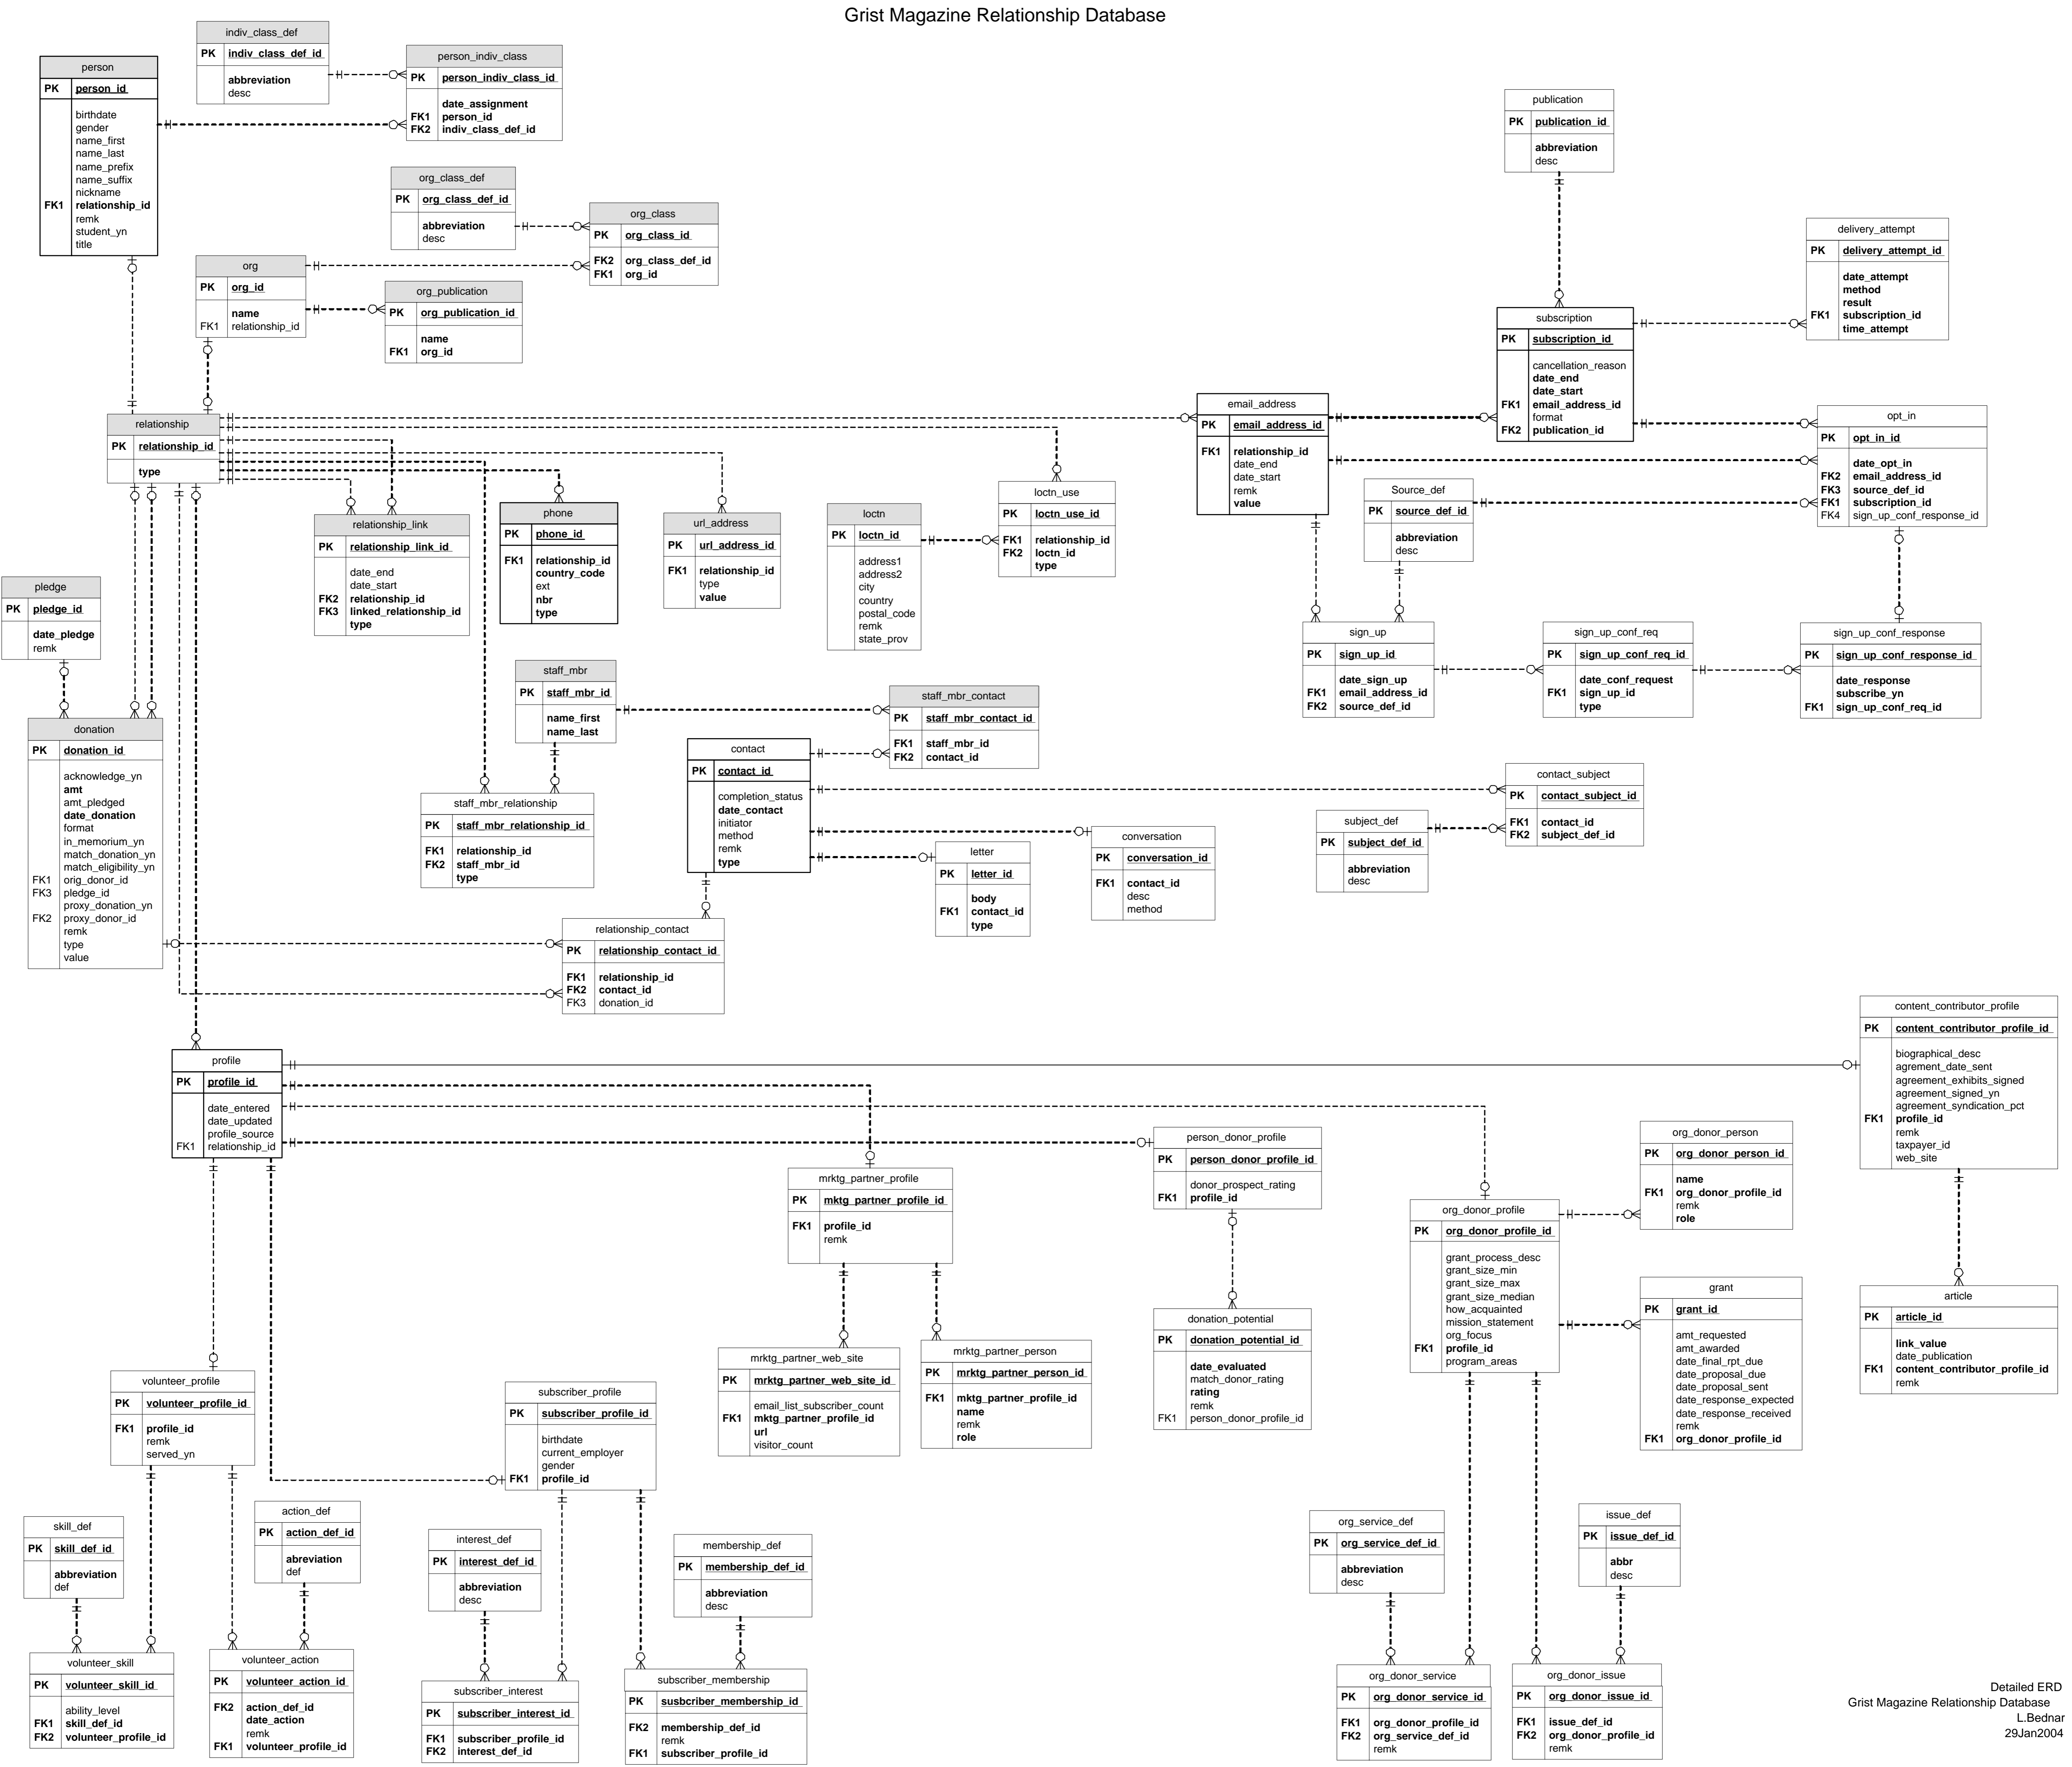 Grist Magazine Relationship Database
indiv_class_def
PK indiv_class_def_id
abbreviation
desc
person_indiv_class
PK person_indiv_class_id
date_assignment
FK1 person_id
FK2 indiv_class_def_id
person
PK person_id
birthdate
gender
name_first
name_last
name_prefix
name_suffix
nickname
FK1 relationship_id
remk
student_yn
title
publication
PK publication_id
abbreviation
desc
org_class_def
PK org_class_def_id
abbreviation
desc
org_class
PK org_class_id
FK2 org_class_def_id
FK1 org_id
org
PK org_id
name
FK1 relationship_id
org_publication
PK org_publication_id
name
FK1 org_id
delivery_attempt
PK delivery_attempt_id
date_attempt
method
result
FK1 subscription_id
time_attempt
subscription
PK subscription_id
cancellation_reason
date_end
date_start
FK1 email_address_id
format
FK2 publication_id
relationship
PK relationship_id
type
email_address
PK email_address_id
FK1 relationship_id
date_end
date_start
remk
value
opt_in
PK opt_in_id
date_opt_in
FK2 email_address_id
FK3 source_def_id
FK1 subscription_id
FK4 sign_up_conf_response_id
Source_def
PK source_def_id
abbreviation
desc
relationship_link
PK relationship_link_id
date_end
date_start
FK2 relationship_id
FK3 linked_relationship_id
type
phone
PK phone_id
FK1 relationship_id
country_code
ext
nbr
type
url_address
PK url_address_id
FK1 relationship_id
type
value
loctn
PK loctn_id
address1
address2
city
country
postal_code
remk
state_prov
loctn_use
PK loctn_use_id
FK1 relationship_id
FK2 loctn_id
type
pledge
PK pledge_id
date_pledge
remk
sign_up
PK sign_up_id
date_sign_up
FK1 email_address_id
FK2 source_def_id
sign_up_conf_req
PK sign_up_conf_req_id
date_conf_request
FK1 sign_up_id
type
sign_up_conf_response
PK sign_up_conf_response_id
date_response
subscribe_yn
FK1 sign_up_conf_req_id
staff_mbr
PK staff_mbr_id
name_first
name_last
staff_mbr_contact
PK staff_mbr_contact_id
FK1 staff_mbr_id
FK2 contact_id
donation
PK donation_id
acknowledge_yn
amt
amt_pledged
date_donation
format
in_memorium_yn
match_donation_yn
match_eligibility_yn
FK1 orig_donor_id
FK3 pledge_id
proxy_donation_yn
FK2 proxy_donor_id
remk
type
value
contact
PK contact_id
completion_status
date_contact
initiator
method
remk
type
staff_mbr_relationship
PK staff_mbr_relationship_id
FK1 relationship_id
FK2 staff_mbr_id
type
contact_subject
PK contact_subject_id
FK1 contact_id
FK2 subject_def_id
subject_def
PK subject_def_id
abbreviation
desc
conversation
PK conversation_id
FK1 contact_id
desc
method
letter
PK letter_id
body
FK1 contact_id
type
relationship_contact
PK relationship_contact_id
FK1 relationship_id
FK2 contact_id
FK3 donation_id
content_contributor_profile
PK content_contributor_profile_id
biographical_desc
agrement_date_sent
agreement_exhibits_signed
agreement_signed_yn
agreement_syndication_pct
FK1 profile_id
remk
taxpayer_id
web_site
profile
PK profile_id
date_entered
date_updated
profile_source
FK1 relationship_id
person_donor_profile
PK person_donor_profile_id
donor_prospect_rating
FK1 profile_id
org_donor_person
PK org_donor_person_id
name
FK1 org_donor_profile_id
remk
role
mrktg_partner_profile
PK mktg_partner_profile_id
FK1 profile_id
remk
org_donor_profile
PK org_donor_profile_id
grant_process_desc
grant_size_min
grant_size_max
grant_size_median
how_acquainted
mission_statement
org_focus
FK1 profile_id
program_areas
grant
PK grant_id
amt_requested
amt_awarded
date_final_rpt_due
date_proposal_due
date_proposal_sent
date_response_expected
date_response_received
remk
FK1 org_donor_profile_id
article
PK article_id
link_value
date_publication
FK1 content_contributor_profile_id
remk
donation_potential
PK donation_potential_id
date_evaluated
match_donor_rating
rating
remk
FK1 person_donor_profile_id
mrktg_partner_web_site
PK mrktg_partner_web_site_id
email_list_subscriber_count
FK1 mktg_partner_profile_id
url
visitor_count
mrktg_partner_person
PK mrktg_partner_person_id
FK1 mktg_partner_profile_id
name
remk
role
volunteer_profile
PK volunteer_profile_id
FK1 profile_id
remk
served_yn
subscriber_profile
PK subscriber_profile_id
birthdate
current_employer
gender
FK1 profile_id
skill_def
PK skill_def_id
abbreviation
def
action_def
PK action_def_id
abreviation
def
interest_def
PK interest_def_id
abbreviation
desc
membership_def
PK membership_def_id
abbreviation
desc
org_service_def
PK org_service_def_id
abbreviation
desc
issue_def
PK issue_def_id
abbr
desc
volunteer_skill
PK volunteer_skill_id
ability_level
FK1 skill_def_id
FK2 volunteer_profile_id
volunteer_action
PK volunteer_action_id
FK2 action_def_id
date_action
remk
FK1 volunteer_profile_id
subscriber_interest
PK subscriber_interest_id
FK1 subscriber_profile_id
FK2 interest_def_id
subscriber_membership
PK susbcriber_membership_id
FK2 membership_def_id
remk
FK1 subscriber_profile_id
org_donor_service
PK org_donor_service_id
FK1 org_donor_profile_id
FK2 org_service_def_id
remk
org_donor_issue
PK org_donor_issue_id
FK1 issue_def_id
FK2 org_donor_profile_id
remk
Detailed ERD
Grist Magazine Relationship Database
L.Bednar
29Jan2004